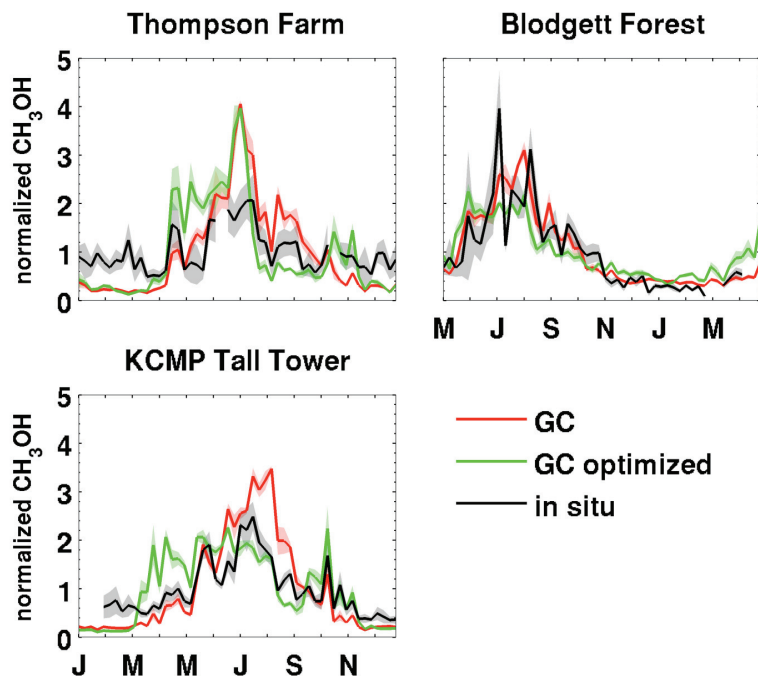 Thompson Farm
Blodgett Forest
normalized CH3OH
5
4
3
2
1
0
M J S N J M
KCMP Tall Tower
normalized CH3OH
5
4
3
2
1
0
J M M J S N
GC
GC optimized
in situ